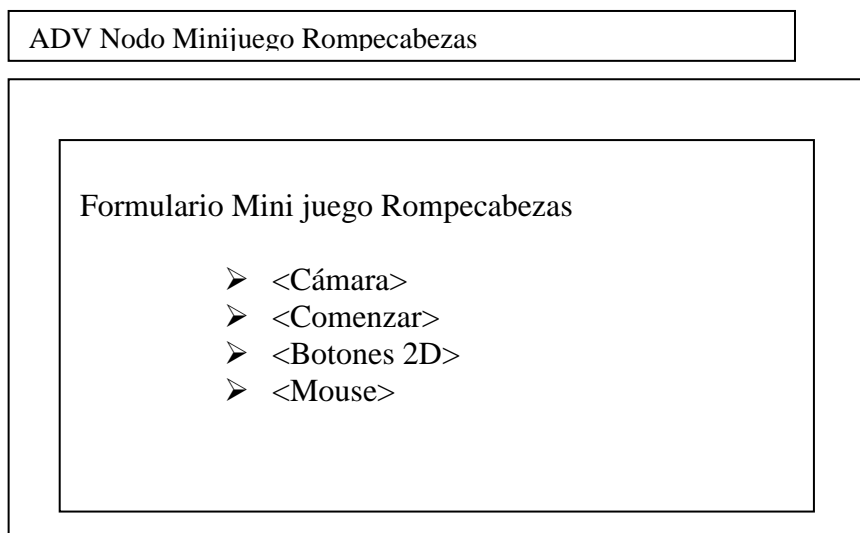 ADV Nodo Minijuego Rompecabezas
Formulario Mini juego Rompecabezas
➢ <Cámara>
➢ <Comenzar>
➢ <Botones 2D>
➢ <Mouse>